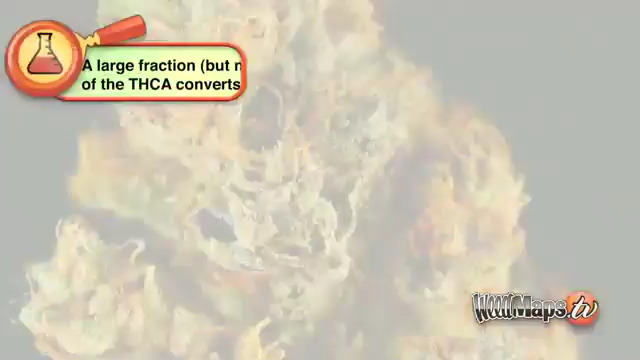 A large fraction (but
of the THCA converts
WeedMaps.tv